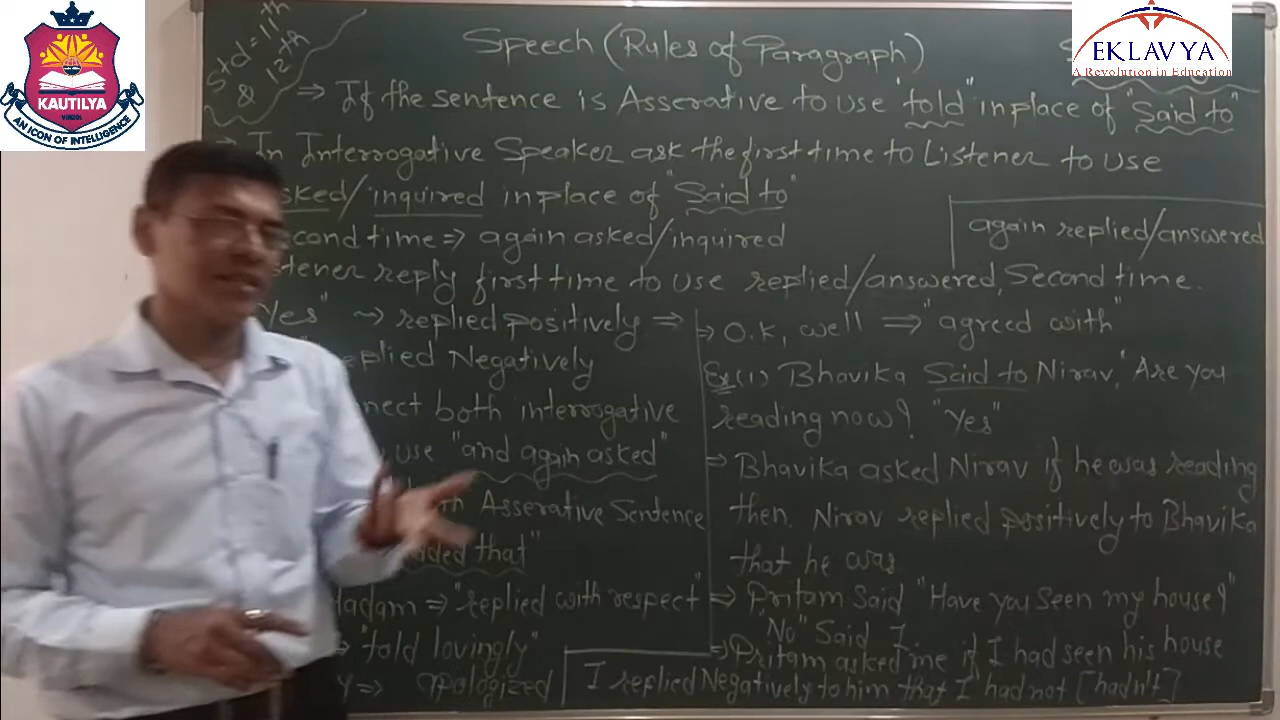 KAUTILYA
VINZOL
AN ICON OF INTELLIGENCE
EKLAVYA
A Revolution in Education
Std=11th
& 12th
Speech (Rules of Paragraph)
⇒ If the sentence is Asserative to use "told" in place of "Said to"
⇒ In Interrogative Speaker ask the first time to Listener to use
asked/inquired in place of "Said to"
Second time ⇒ again asked/inquired
again replied/answered
Listener reply first time to use replied/answered, Second time.
Yes" ⇝ replied positively ⇒
replied Negatively
both interrogative
use "and again asked"
Asserative Sentence
that"
Madam ⇒ "replied with respect"
⇒ "told lovingly"
⇒ apologized
⇒ O.K, well ⇒ "agreed with"
Ex(1) Bhavika Said to Nirav, "Are you
reading now? "Yes"
⇒ Bhavika asked Nirav if he was reading
then. Nirav replied positively to Bhavika
that he was
⇒ Pritam Said "Have you seen my house?
"No" Said I.
⇒ Pritam asked me if I had seen his house
I replied Negatively to him that I had not [hadn't]